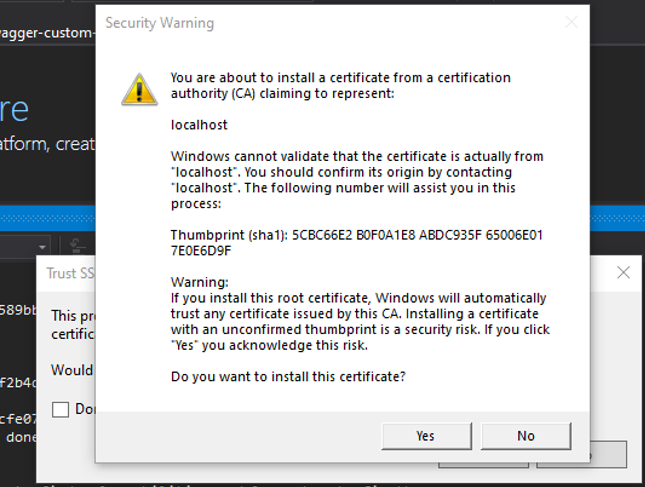 Security Warning
wagger-custom-
You are about to install a certificate from a certification
authority (CA) claiming to represent:
re
localhost
atform, creat
Windows cannot validate that the certificate is actually from
"localhost". You should confirm its origin by contacting
"localhost". The following number will assist you in this
process:
Thumbprint (sha1): 5CBC66E2 B0F0A1E8 ABDC935F 65006E01
7E0E6D9F
Trust SS
Warning:
If you install this root certificate, Windows will automatically
589bb
This pr
trust any certificate issued by this CA. Installing a certificate
certific
with an unconfirmed thumbprint is a security risk. If you click
"Yes" you acknowledge this risk.
Would
f2b4c
Do you want to install this certificate?
Do
cfe07
done
Yes
No